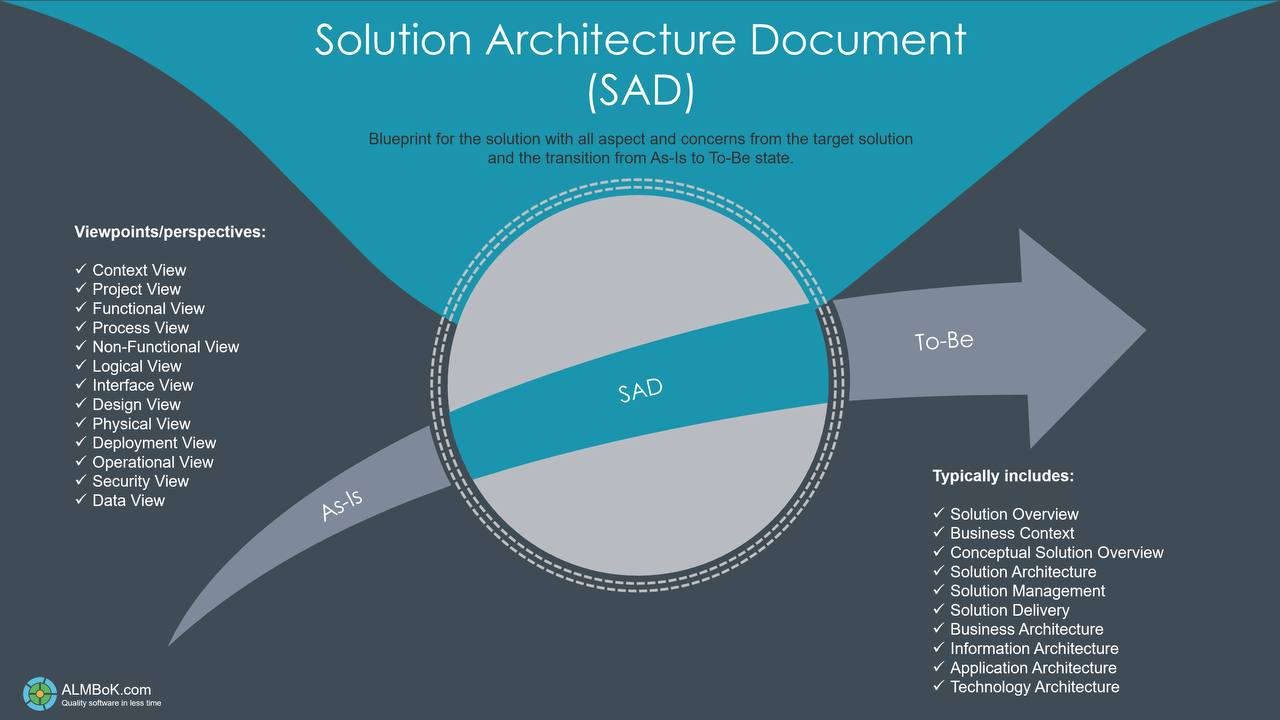 Solution Architecture Document
(SAD)
Blueprint for the solution with all aspect and concerns from the target solution
and the transition from As-Is to To-Be state.
Viewpoints/perspectives:
✓ Context View
✓ Project View
✓ Functional View
✓ Process View
✓ Non-Functional View
✓ Logical View
✓ Interface View
✓ Design View
✓ Physical View
✓ Deployment View
✓ Operational View
✓ Security View
✓ Data View
As-Is
SAD
To-Be
Typically includes:
✓ Solution Overview
✓ Business Context
✓ Conceptual Solution Overview
✓ Solution Architecture
✓ Solution Management
✓ Solution Delivery
✓ Business Architecture
✓ Information Architecture
✓ Application Architecture
✓ Technology Architecture
ALMBoK.com
Quality software in less time